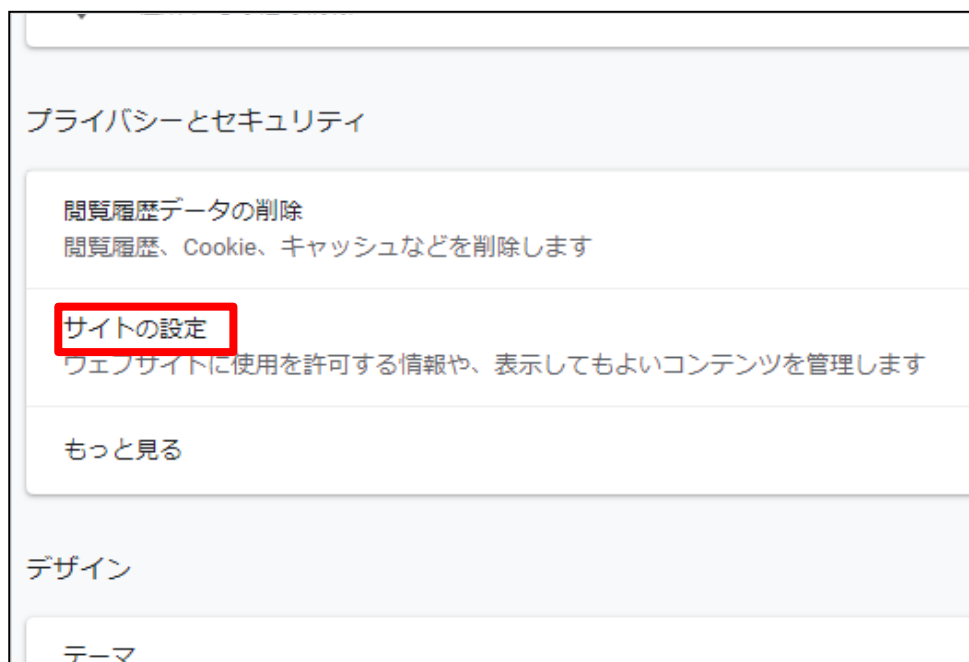 プライバシーとセキュリティ
閲覧履歴データの削除
閲覧履歴、Cookie、キャッシュなどを削除します
サイトの設定
ウェブサイトに使用を許可する情報や、表示してもよいコンテンツを管理します
もっと見る
デザイン
テーマ